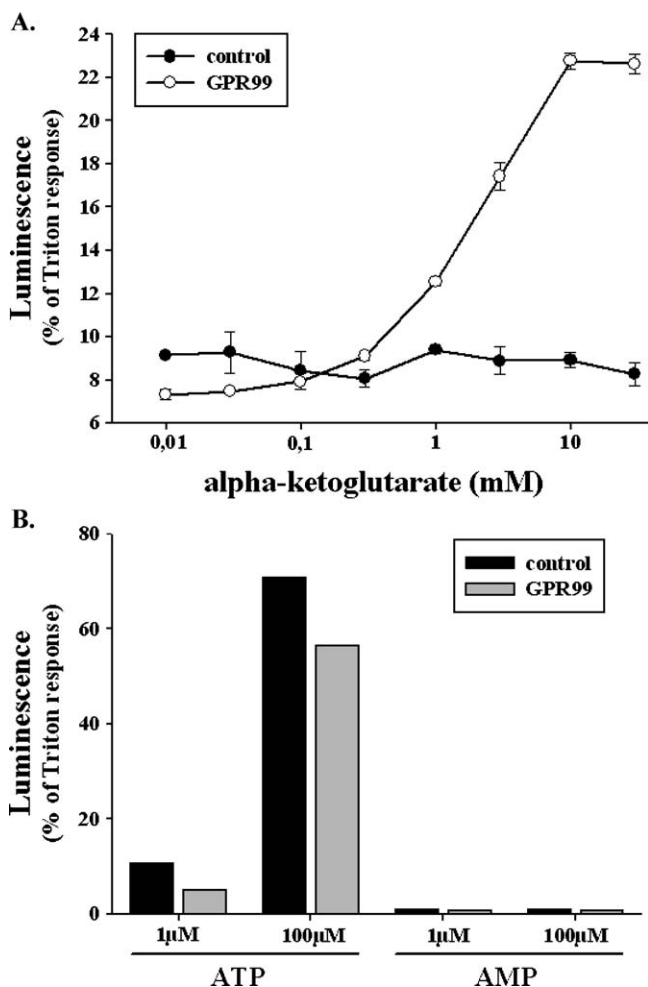 A.
24
22
20
18
16
14
12
10
8
6
Luminescence
(% of Triton response)
control
GPR99
0,01 0,1 1 10
alpha-ketoglutarate (mM)
B.
80
60
40
20
0
Luminescence
(% of Triton response)
control
GPR99
1μM 100μM 1μM 100μM
ATP AMP